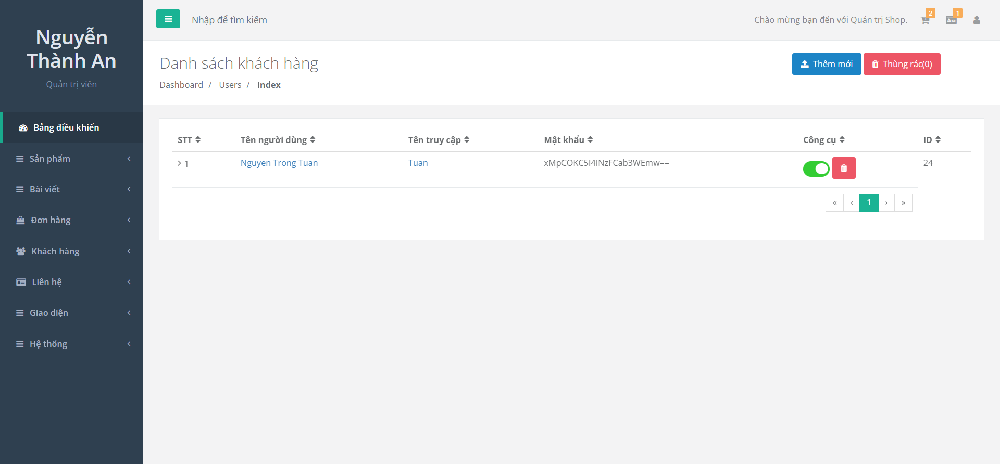 Nguyễn
Thành An
Quản trị viên
Bảng điều khiển
Sản phẩm
Bài viết
Đơn hàng
Khách hàng
Liên hệ
Giao diện
Hệ thống
Nhập để tìm kiếm
Chào mừng bạn đến với Quản trị Shop.
2
1
Danh sách khách hàng
Dashboard / Users / Index
Thêm mới
Thùng rác(0)
STT Tên người dùng Tên truy cập Mật khẩu Công cụ ID
1 Nguyen Trong Tuan Tuan xMpCOKC5I4INzFCab3WEmw== 24
« ‹ 1 › »